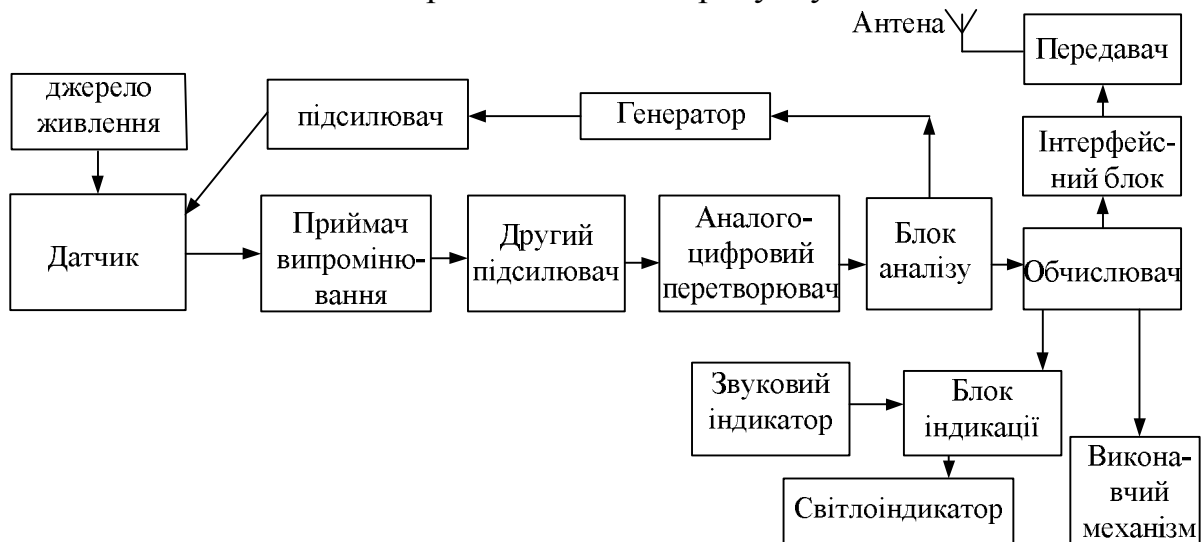 Антена
Передавач
джерело
живлення
підсилювач
Генератор
Інтерфейс-
ний блок
Датчик
Приймач
випроміню-
вання
Другий
підсилювач
Аналого-
цифровий
перетворювач
Блок
аналізу
Обчислювач
Звуковий
індикатор
Блок
індикації
Світлоіндикатор
Викона-
вчий
механізм